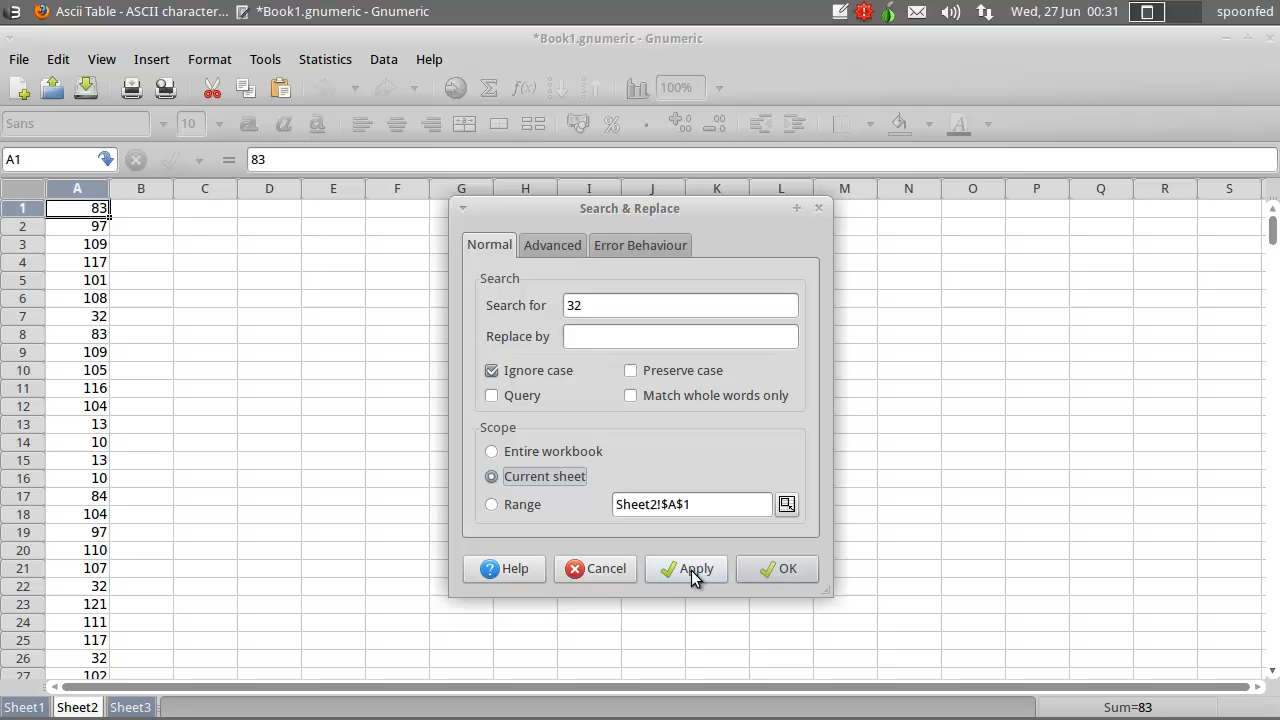 Ascii Table - ASCII character... *Book1.gnumeric - Gnumeric Wed, 27 Jun 00:31 spoonfed
*Book1.gnumeric - Gnumeric
File Edit View Insert Format Tools Statistics Data Help
f(x) 100%
Sans 10 a a a
A1 = 83
A B C D E F G H I J K L M N O P Q R S
1 83
2 97
3 109
4 117
5 101
6 108
7 32
8 83
9 109
10 105
11 116
12 104
13 13
14 10
15 13
16 10
17 84
18 104
19 97
20 110
21 107
22 32
23 121
24 111
25 117
26 32
27 102
Search & Replace
Normal Advanced Error Behaviour
Search
Search for 32
Replace by
Ignore case Preserve case
Query Match whole words only
Scope
Entire workbook
Current sheet
Range Sheet2!$A$1
Help Cancel Apply OK
Sheet1 Sheet2 Sheet3 Sum=83